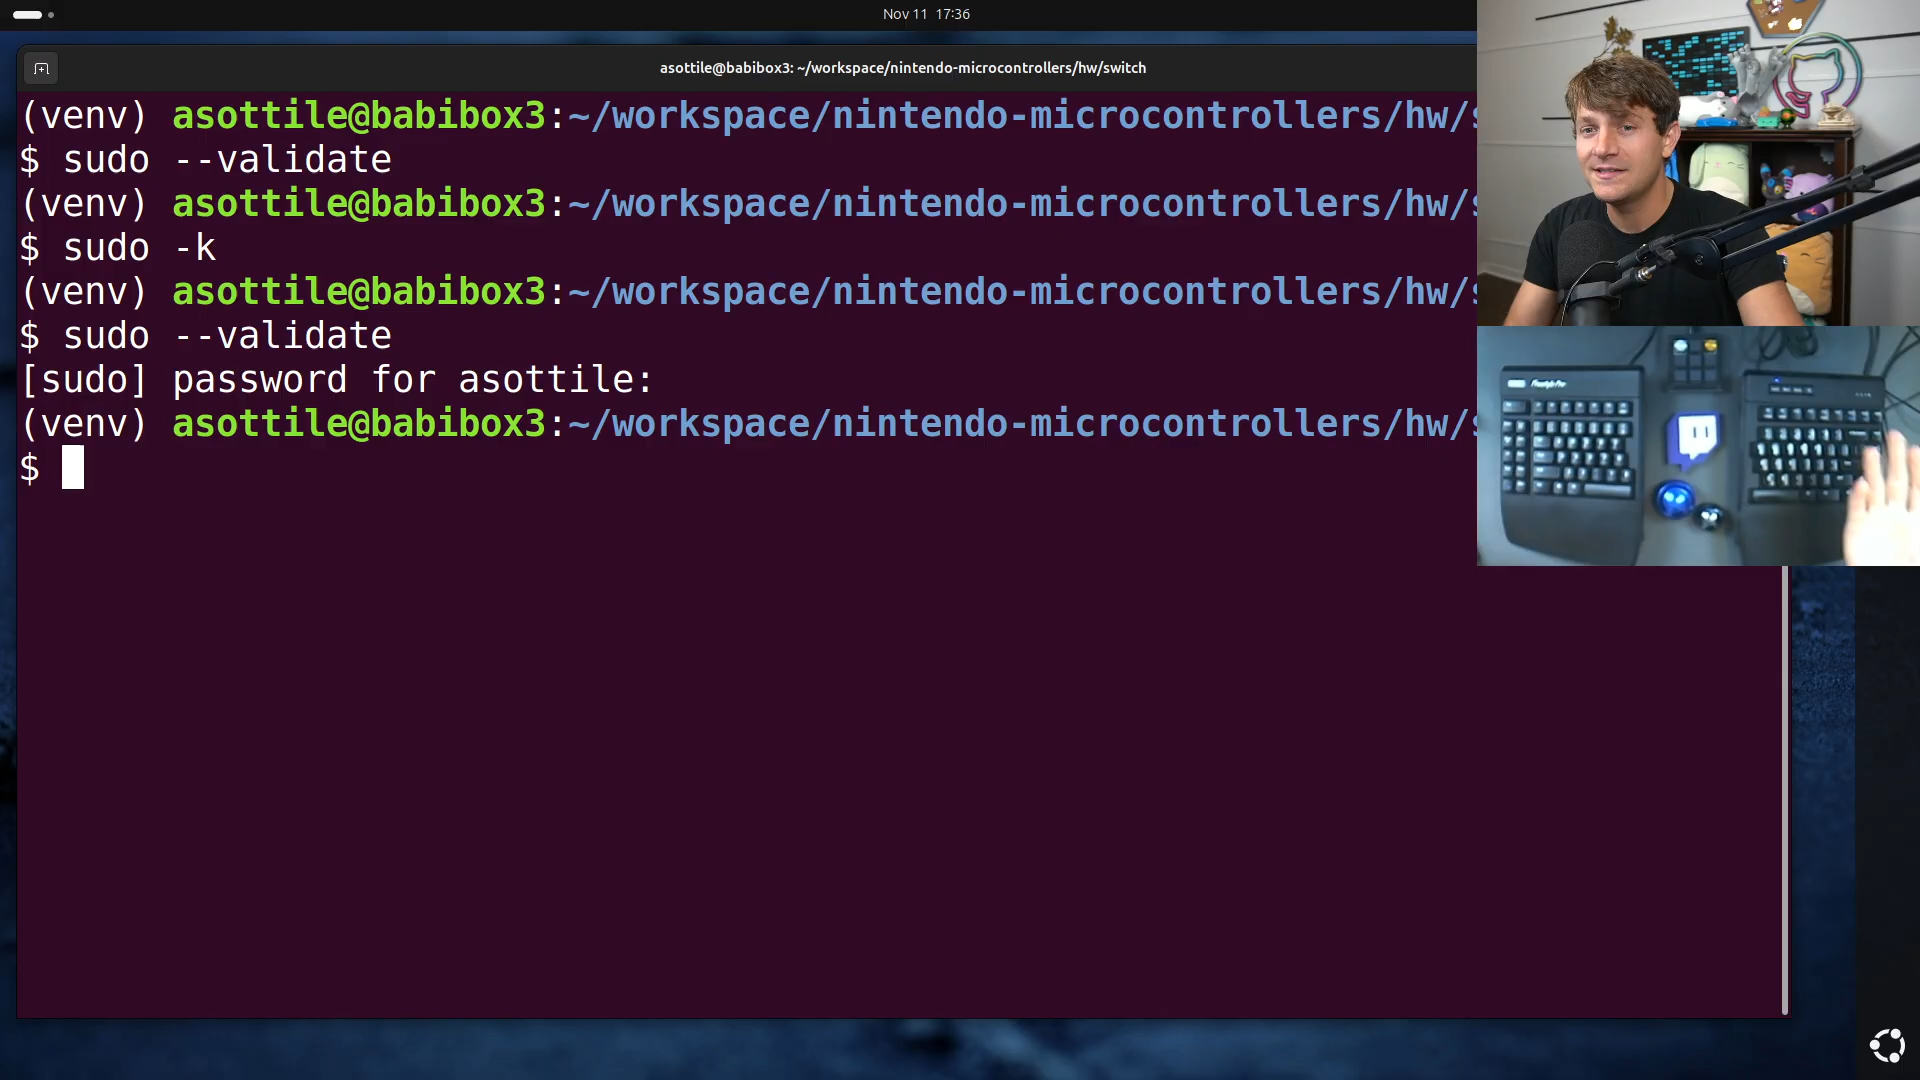 Nov 11 17:36
asottile@babibox3: ~/workspace/nintendo-microcontrollers/hw/switch
(venv) asottile@babibox3:~/workspace/nintendo-microcontrollers/hw/s
$ sudo --validate
(venv) asottile@babibox3:~/workspace/nintendo-microcontrollers/hw/s
$ sudo -k
(venv) asottile@babibox3:~/workspace/nintendo-microcontrollers/hw/s
$ sudo --validate
[sudo] password for asottile:
(venv) asottile@babibox3:~/workspace/nintendo-microcontrollers/hw/s
$